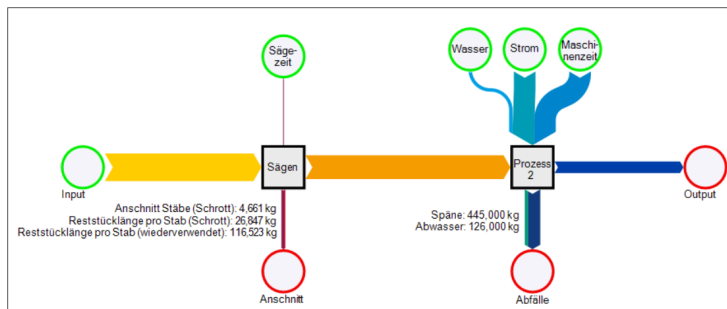 Säge-
zeit
Wasser
Strom
Maschi-
nenzeit
Sägen
Prozess
2
Input
Output
Anschnitt Stäbe (Schrott): 4,661 kg
Reststücklänge pro Stab (Schrott): 26,847 kg
Reststücklänge pro Stab (wiederverwendet): 116,523 kg
Späne: 445,000 kg
Abwasser: 126,000 kg
Anschnitt
Abfälle